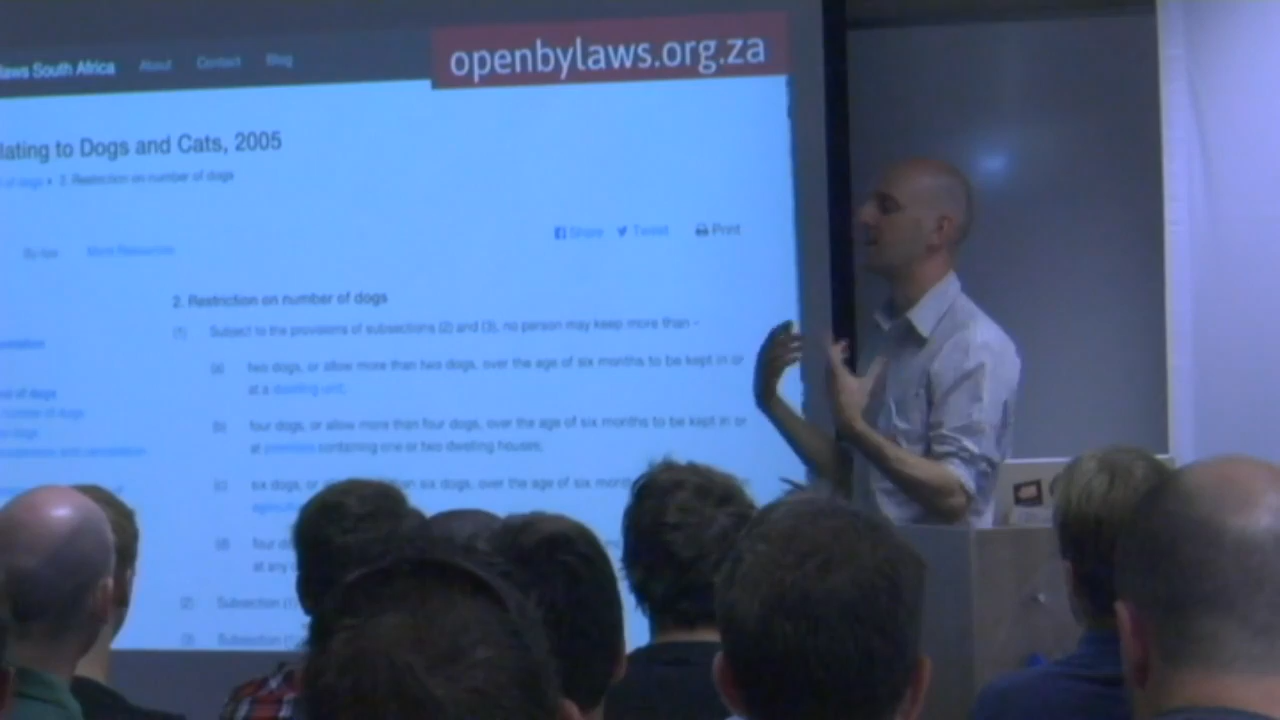 openbylaws.org.za
laws South Africa About Contact Blog
lating to Dogs and Cats, 2005
of dogs • 2. Restriction on number of dogs
Share Tweet Print
By-law More Resources
2. Restriction on number of dogs
(1) Subject to the provisions of subsections (2) and (3), no person may keep more than –
(a) two dogs, or allow more than two dogs, over the age of six months to be kept in or
at a dwelling unit;
(b) four dogs, or allow more than four dogs, over the age of six months to be kept in or
at premises containing one or two dwelling houses;
(c) six dogs, or than six dogs, over the age of six
(d) four
at any
(2) Subsection (1)
(3) Subsection
number of dogs